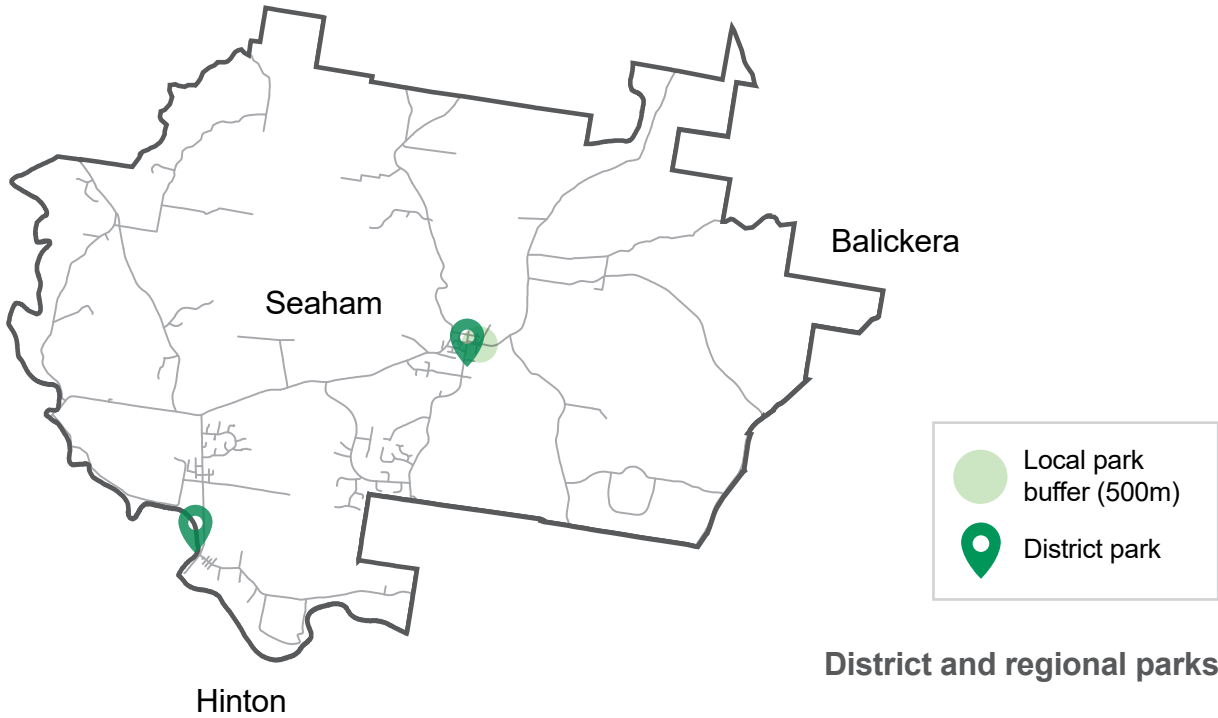 Balickera
Seaham
Local park
buffer (500m)
District park
District and regional parks
Hinton